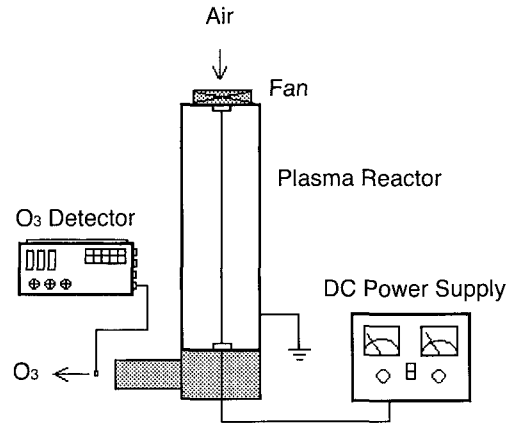 Air
Fan
Plasma Reactor
O₃ Detector
DC Power Supply
O₃